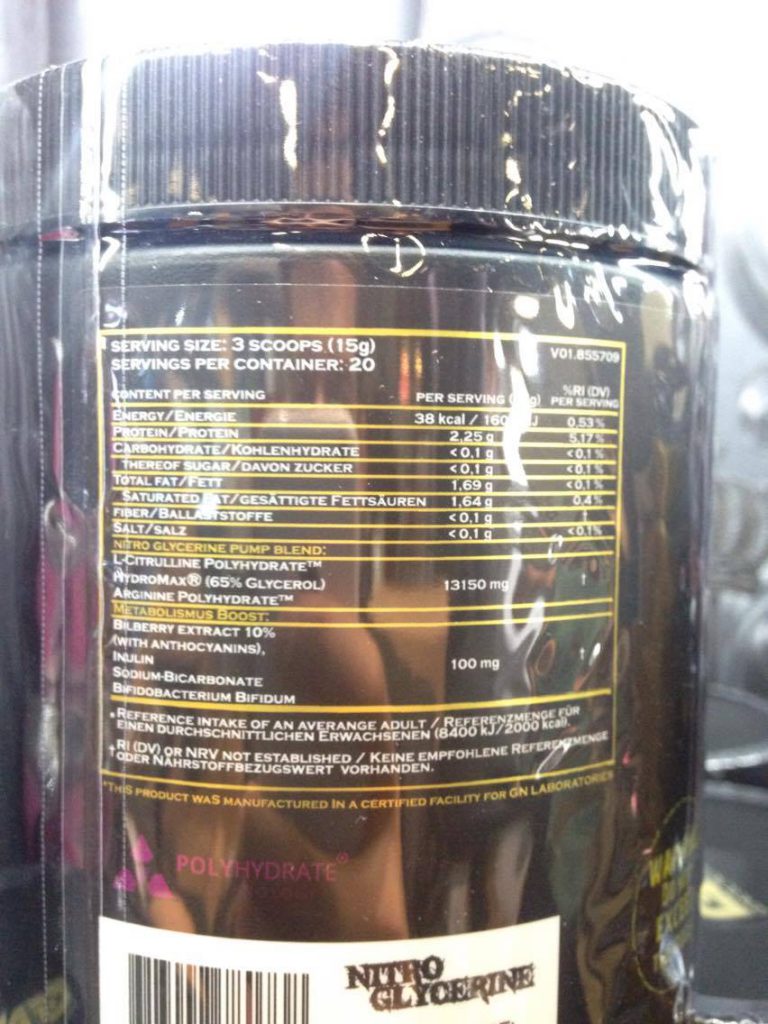 SERVING SIZE: 3 SCOOPS (15g)
SERVINGS PER CONTAINER: 20
V01.855709
CONTENT PER SERVING PER SERVING %RI (DV) PER SERVING
ENERGY/ENERGIE 38 kcal / 0,53%
PROTEIN/PROTEIN 2,25 g 5,17%
CARBOHYDRATE/KOHLENHYDRATE <0,1 g <0,1%
THEREOF SUGAR/DAVON ZUCKER <0,1 g <0,1%
TOTAL FAT/FETT 1,69 g <0,1%
SATURATED FAT/GESÄTTIGTE FETTSÄUREN 1,64 g 0,4%
FIBER/BALLASTSTOFFE <0,1 g †
SALT/SALZ <0,1 g <0,1%
NITRO GLYCERINE PUMP BLEND:
L-CITRULLINE POLYHYDRATE™
HYDROMAX® (65% GLYCEROL) 13150 mg †
ARGININE POLYHYDRATE™
METABOLISMUS BOOST:
BILBERRY EXTRACT 10%
(WITH ANTHOCYANINS),
INULIN 100 mg †
SODIUM-BICARBONATE
BIFIDOBACTERIUM BIFIDUM
*REFERENCE INTAKE OF AN AVERANGE ADULT / REFERENZMENGE FÜR
EINEN DURCHSCHNITTLICHEN ERWACHSENEN (8400 kJ/2000 kcal).
†RI (DV) OR NRV NOT ESTABLISHED / KEINE EMPFOHLENE REFERENZMENGE
ODER NÄHRSTOFFBEZUGSWERT VORHANDEN.
*THIS PRODUCT WAS MANUFACTURED IN A CERTIFIED FACILITY FOR GN LABORATORIES
POLYHYDRATE®
NITRO
GLYCERINE